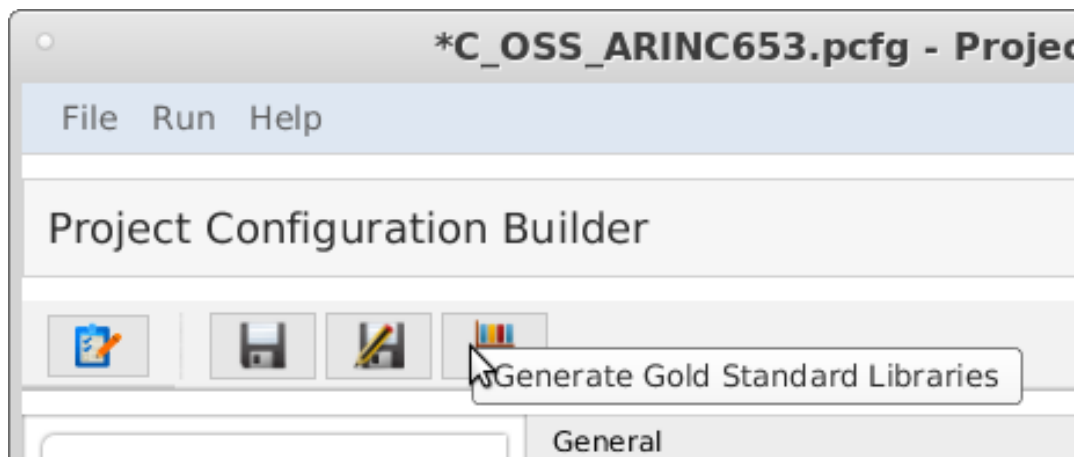 *C_OSS_ARINC653.pcfg - Projec
File Run Help
Project Configuration Builder
Generate Gold Standard Libraries
General